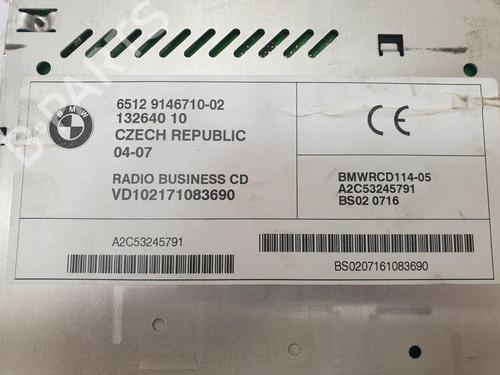 BMW
6512 9146710-02
132640 10
CZECH REPUBLIC
04-07
RADIO BUSINESS CD
VD102171083690
CE
BMWRCD114-05
A2C53245791
BS02 0716
A2C53245791
BS0207161083690
B-PARTS